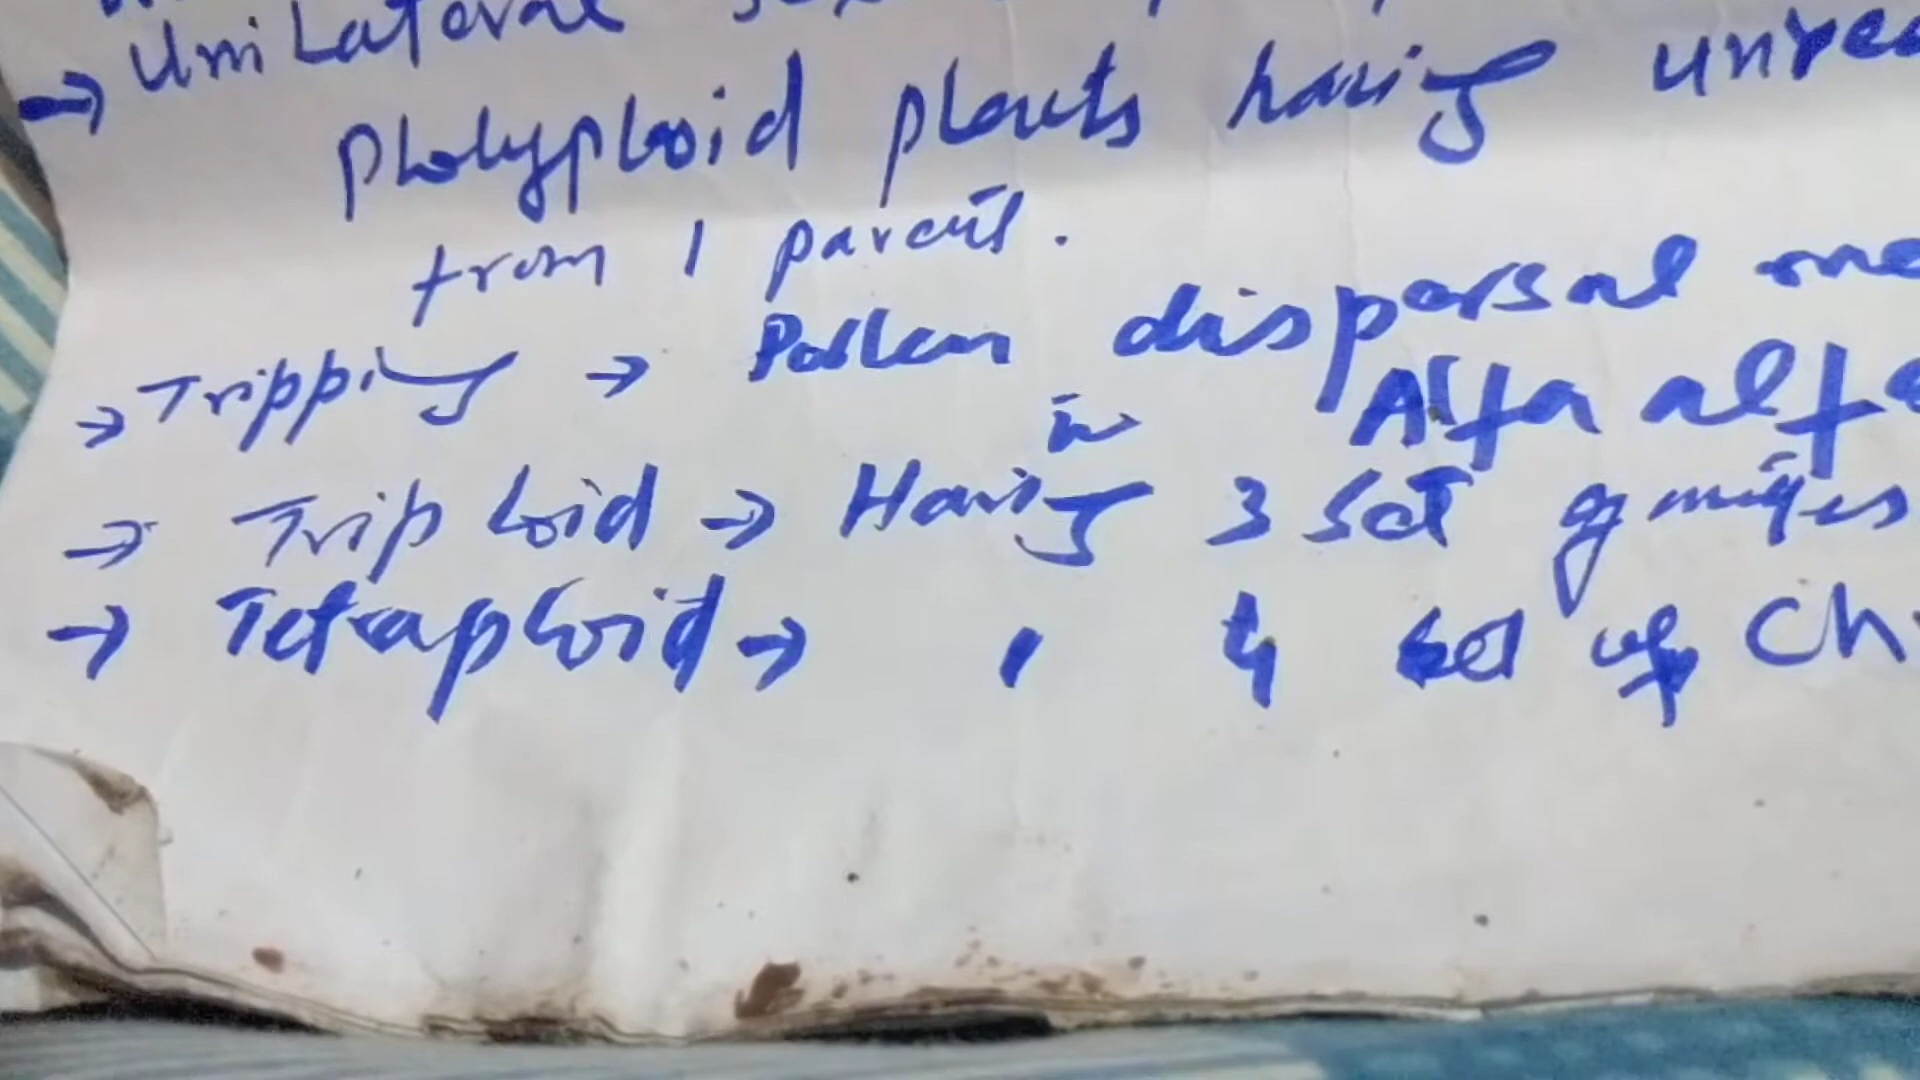 → Unilateral
Pholyploid plants having unre
from 1 parent.
→ Tripping → Pollen dispersal me
in Alfa alfa
→ Triploid → Having 3 set
→ Tetraploid → 4 set of Ch